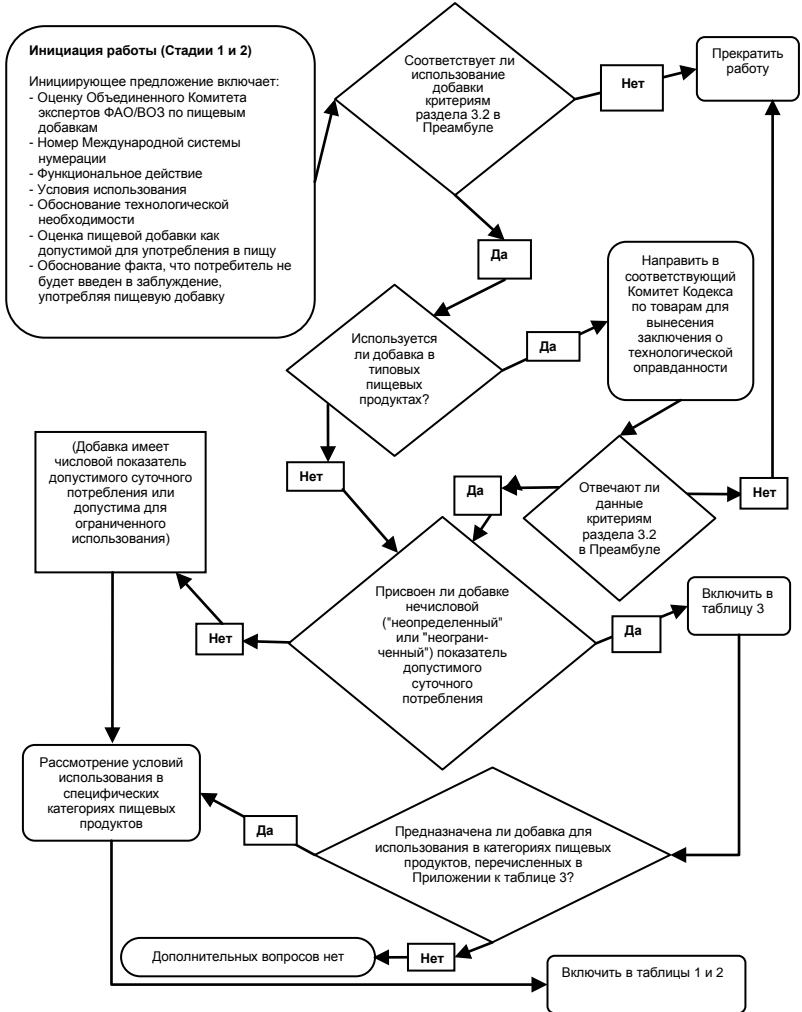 Инициация работы (Стадии 1 и 2)
Инициирующее предложение включает:
- Оценку Объединенного Комитета
экспертов ФАО/ВОЗ по пищевым
добавкам
- Номер Международной системы
нумерации
- Функциональное действие
- Условия использования
- Обоснование технологической
необходимости
- Оценка пищевой добавки как
допустимой для употребления в пищу
- Обоснование факта, что потребитель не
будет введен в заблуждение,
употребляя пищевую добавку
Соответствует ли
использование
добавки
критериям
раздела 3.2 в
Преамбуле
Нет
Прекратить
работу
Да
Используется
ли добавка в
типовых
пищевых
продуктах?
Да
Направить в
соответствующий
Комитет Кодекса
по товарам для
вынесения
заключения о
технологической
оправданности
Нет
Да
Отвечают ли
данные
критериям
раздела 3.2
в Преамбуле
Нет
(Добавка имеет
числовой показатель
допустимого суточного
потребления или
допустима для
ограниченного
использования)
Присвоен ли добавке
нечисловой
("неопределенный"
или "неограни-
ченный") показатель
допустимого
суточного
потребления
Нет
Да
Включить в
таблицу 3
Рассмотрение условий
использования в
специфических
категориях пищевых
продуктов
Да
Предназначена ли добавка для
использования в категориях пищевых
продуктов, перечисленных в
Приложении к таблице 3?
Нет
Дополнительных вопросов нет
Включить в таблицы 1 и 2